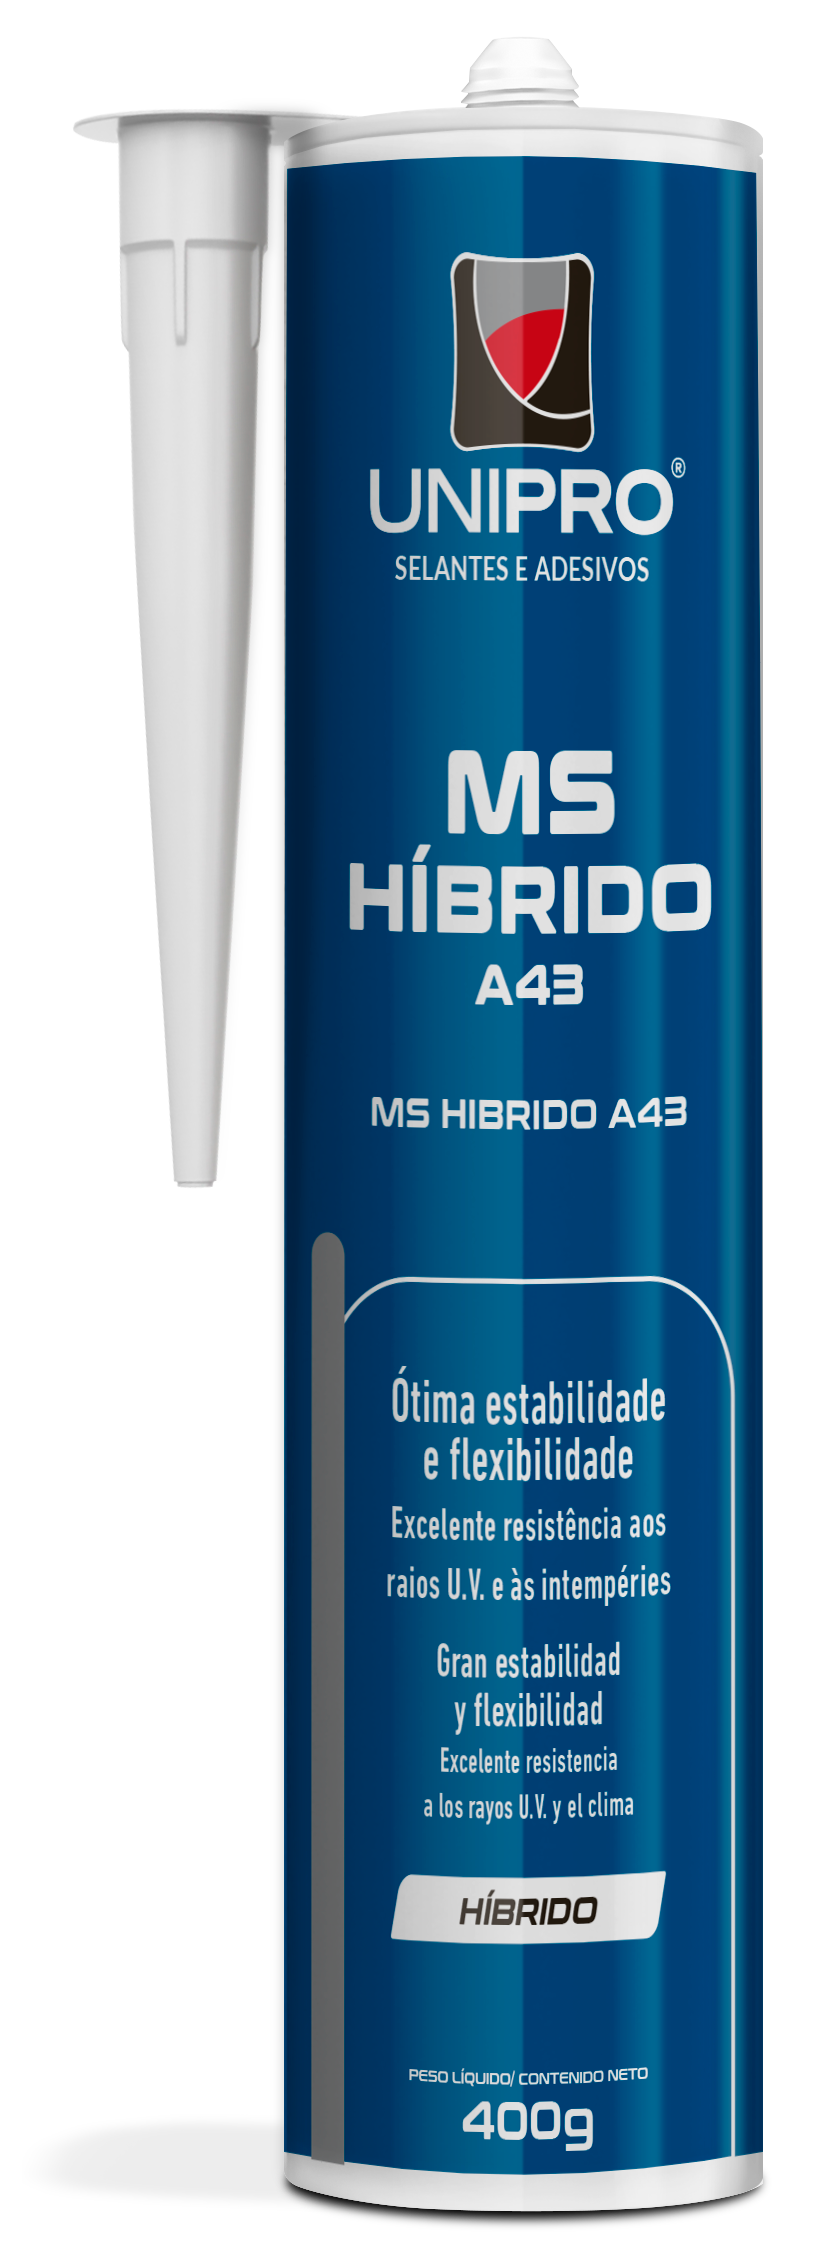 UNIPRO®
SELANTES E ADESIVOS
MS
HÍBRIDO
A43
MS HIBRIDO A43
Ótima estabilidade
e flexibilidade
Excelente resistência aos
raios U.V. e às intempéries
Gran estabilidad
y flexibilidad
Excelente resistencia
a los rayos U.V. y el clima
HÍBRIDO
PESO LÍQUIDO/ CONTENIDO NETO
400g